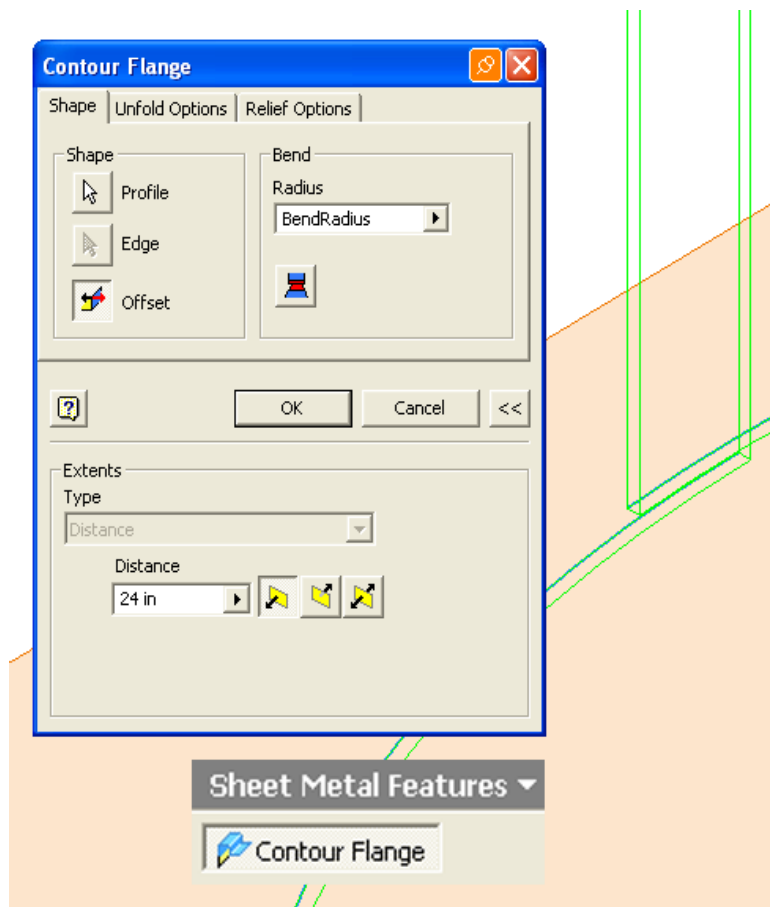 Contour Flange
Shape Unfold Options Relief Options
Shape
Profile
Edge
Offset
Bend
Radius
BendRadius
?
OK Cancel <<
Extents
Type
Distance
Distance
24 in
Sheet Metal Features
Contour Flange